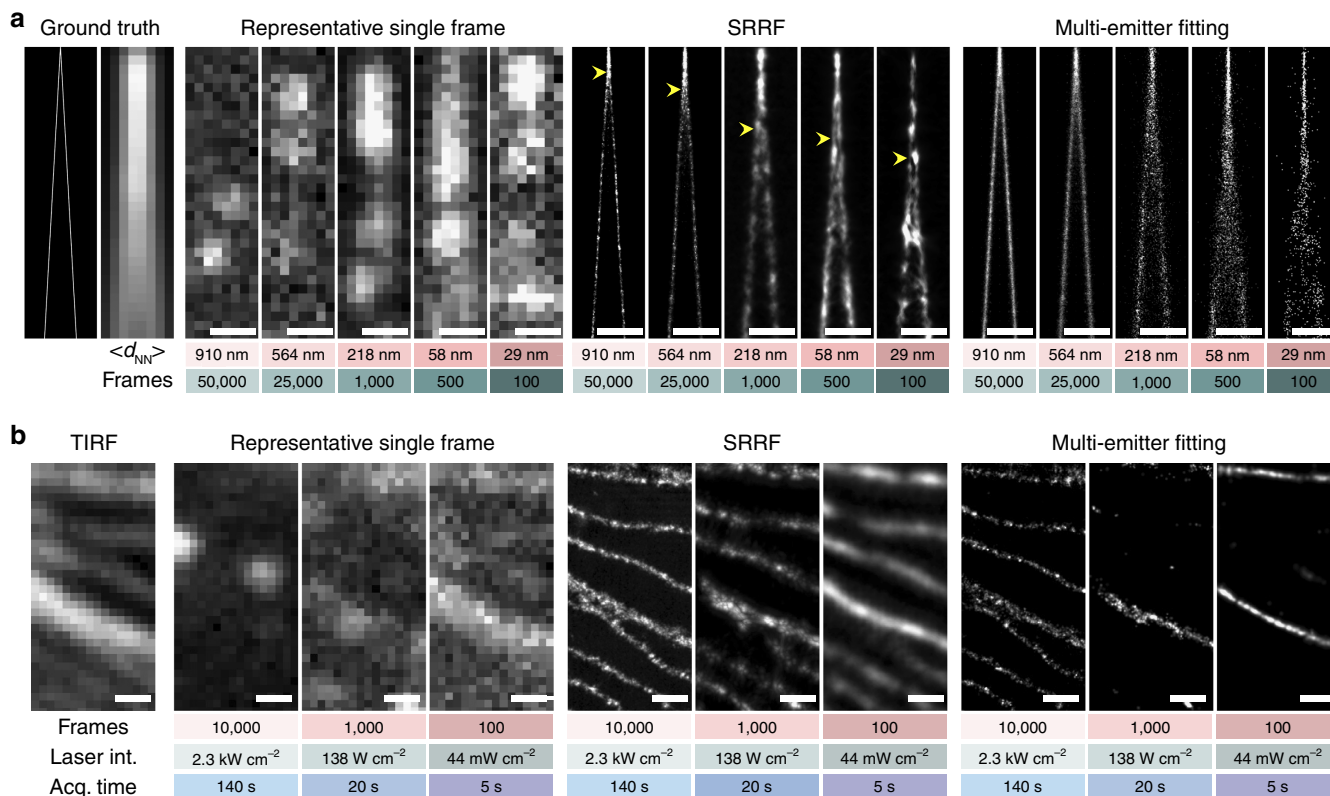 a
Ground truth Representative single frame SRRF Multi-emitter fitting
<dNN> 910 nm 564 nm 218 nm 58 nm 29 nm 910 nm 564 nm 218 nm 58 nm 29 nm 910 nm 564 nm 218 nm 58 nm 29 nm
Frames 50,000 25,000 1,000 500 100 50,000 25,000 1,000 500 100 50,000 25,000 1,000 500 100
b
TIRF Representative single frame SRRF Multi-emitter fitting
Frames 10,000 1,000 100 10,000 1,000 100 10,000 1,000 100
Laser int. 2.3 kW cm⁻² 138 W cm⁻² 44 mW cm⁻² 2.3 kW cm⁻² 138 W cm⁻² 44 mW cm⁻² 2.3 kW cm⁻² 138 W cm⁻² 44 mW cm⁻²
Acq. time 140 s 20 s 5 s 140 s 20 s 5 s 140 s 20 s 5 s